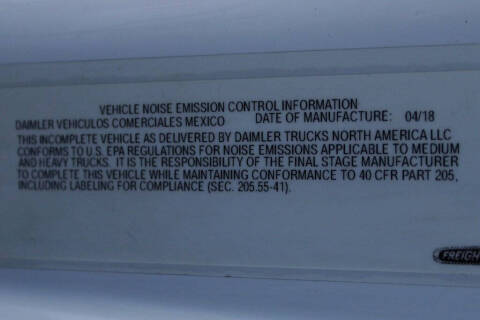 VEHICLE NOISE EMISSION CONTROL INFORMATION
DAIMLER VEHICULOS COMERCIALES MEXICO DATE OF MANUFACTURE: 04/18
THIS INCOMPLETE VEHICLE AS DELIVERED BY DAIMLER TRUCKS NORTH AMERICA LLC
CONFORMS TO U.S. EPA REGULATIONS FOR NOISE EMISSIONS APPLICABLE TO MEDIUM
AND HEAVY TRUCKS. IT IS THE RESPONSIBILITY OF THE FINAL STAGE MANUFACTURER
TO COMPLETE THIS VEHICLE WHILE MAINTAINING CONFORMANCE TO 40 CFR PART 205,
INCLUDING LABELING FOR COMPLIANCE (SEC. 205.55-41).
FREIGH